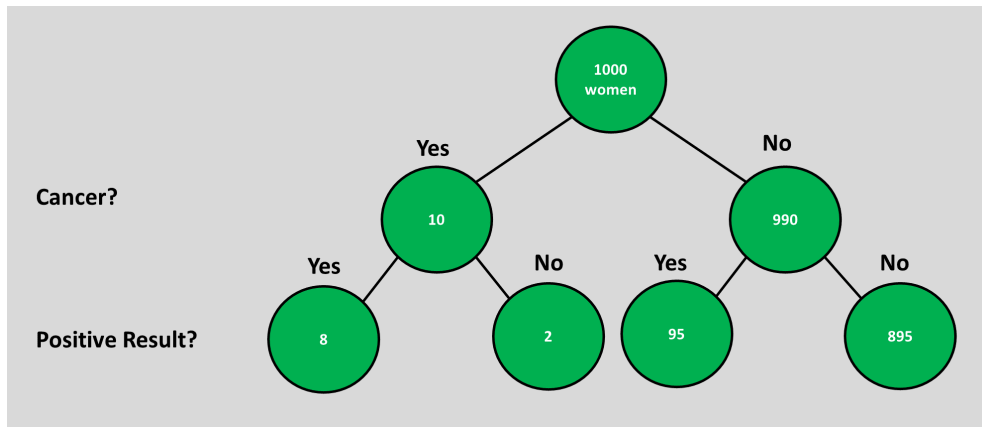 1000
women
Yes
No
Cancer?
10
990
Yes
No
Yes
No
Positive Result?
8
2
95
895